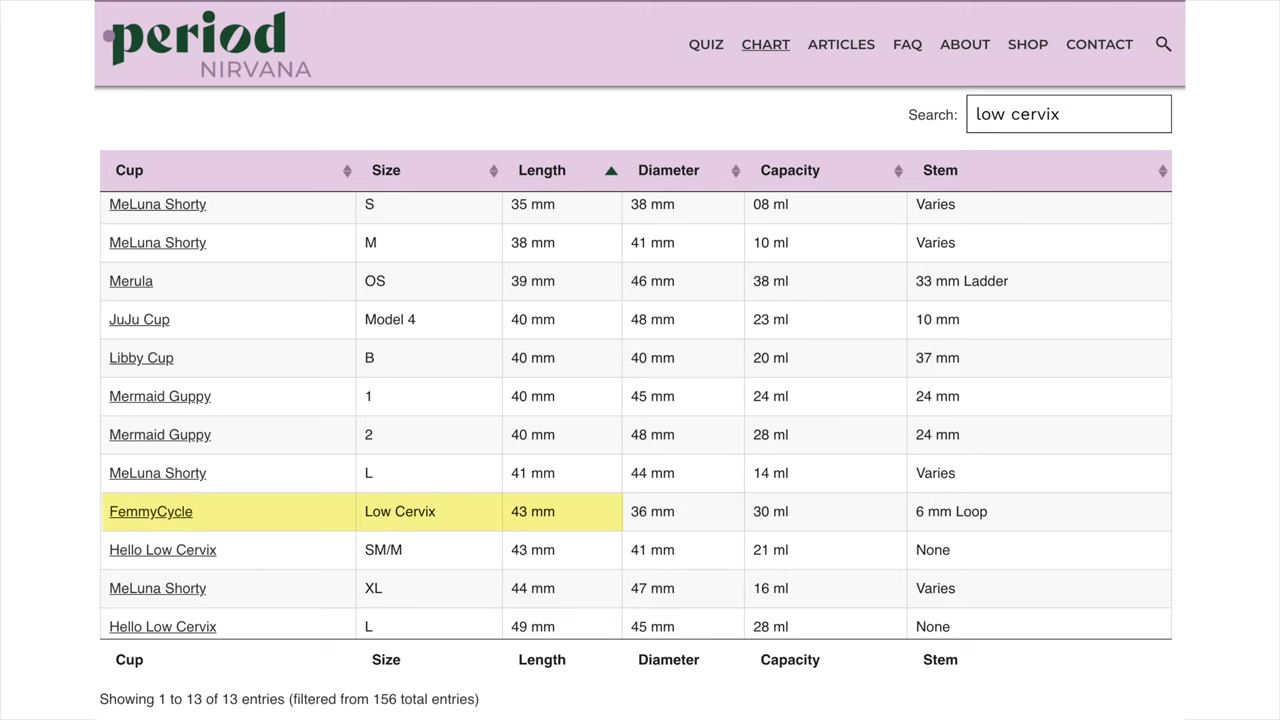 period
NIRVANA
QUIZ CHART ARTICLES FAQ ABOUT SHOP CONTACT
Search: low cervix
Cup Size Length Diameter Capacity Stem
MeLuna Shorty S 35 mm 38 mm 08 ml Varies
MeLuna Shorty M 38 mm 41 mm 10 ml Varies
Merula OS 39 mm 46 mm 38 ml 33 mm Ladder
JuJu Cup Model 4 40 mm 48 mm 23 ml 10 mm
Libby Cup B 40 mm 40 mm 20 ml 37 mm
Mermaid Guppy 1 40 mm 45 mm 24 ml 24 mm
Mermaid Guppy 2 40 mm 48 mm 28 ml 24 mm
MeLuna Shorty L 41 mm 44 mm 14 ml Varies
FemmyCycle Low Cervix 43 mm 36 mm 30 ml 6 mm Loop
Hello Low Cervix SM/M 43 mm 41 mm 21 ml None
MeLuna Shorty XL 44 mm 47 mm 16 ml Varies
Hello Low Cervix L 49 mm 45 mm 28 ml None
Cup Size Length Diameter Capacity Stem
Showing 1 to 13 of 13 entries (filtered from 156 total entries)